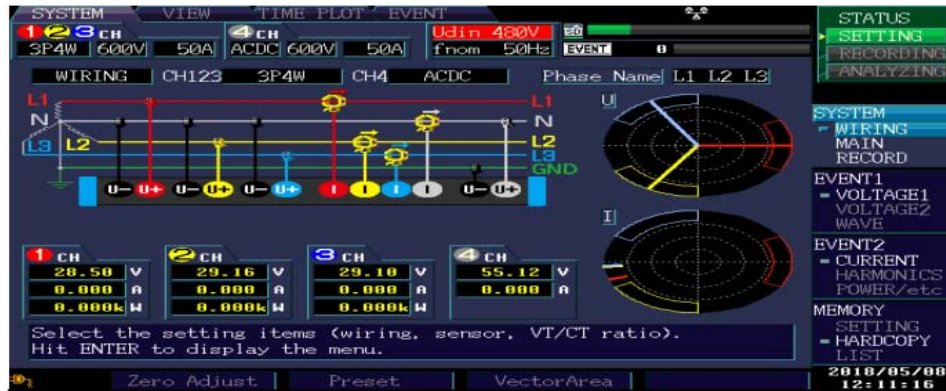 SYSTEM VIEW TIME PLOT EVENT
1 2 3 CH 4 CH Udin 480V SD
3P4W 600V 50A ACDC 600V 50A fnom 50Hz EVENT 0
WIRING CH123 3P4W CH4 ACDC Phase Name L1 L2 L3
L1 L1
N N
L3 L2 L2
L3
GND
U- U+ U- U+ U- U+ I I I I U- U+
U
I
1 CH 2 CH 3 CH 4 CH
28.50 V 29.16 V 29.10 V 55.12 V
0.000 A 0.000 A 0.000 A 0.000 A
0.000k W 0.000k W 0.000k W
Select the setting items (wiring, sensor, VT/CT ratio).
Hit ENTER to display the menu.
Zero Adjust Preset VectorArea
STATUS
SETTING
RECORDING
ANALYZING
SYSTEM
WIRING
MAIN
RECORD
EVENT1
VOLTAGE1
VOLTAGE2
WAVE
EVENT2
CURRENT
HARMONICS
POWER/etc
MEMORY
SETTING
HARDCOPY
LIST
2018/05/08
12:11:16